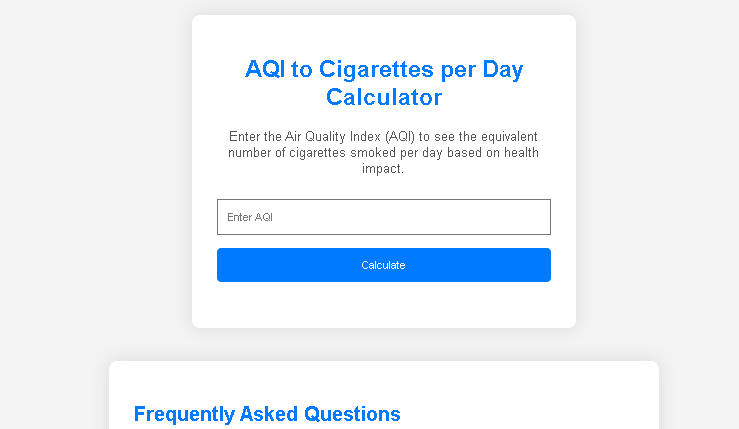 AQI to Cigarettes per Day
Calculator
Enter the Air Quality Index (AQI) to see the equivalent
number of cigarettes smoked per day based on health
impact.
Enter AQI
Calculate
Frequently Asked Questions